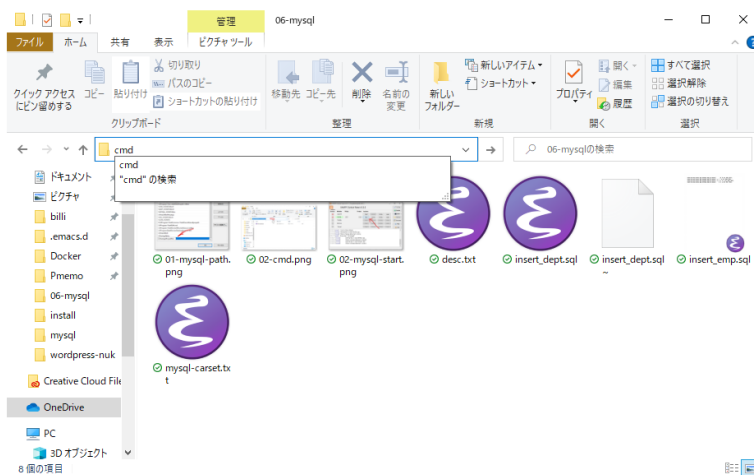 管理
06-mysql
ファイル
ホーム
共有
表示
ピクチャ ツール
クイック アクセス
にピン留めする
コピー
貼り付け
切り取り
パスのコピー
ショートカットの貼り付け
クリップボード
移動先
コピー先
削除
名前の
変更
整理
新しい
フォルダー
新しいアイテム
ショートカット
新規
プロパティ
開く
編集
履歴
開く
すべて選択
選択解除
選択の切り替え
選択
cmd
06-mysqlの検索
cmd
"cmd" の検索
ドキュメント
ピクチャ
billi
.emacs.d
Docker
Pmemo
06-mysql
install
mysql
wordpress-nuk
Creative Cloud File
OneDrive
PC
3D オブジェクト
01-mysql-path.
png
02-cmd.png
02-mysql-start.
png
desc.txt
insert_dept.sql
insert_dept.sql
~
insert_emp.sql
mysql-carset.tx
t
8 個の項目